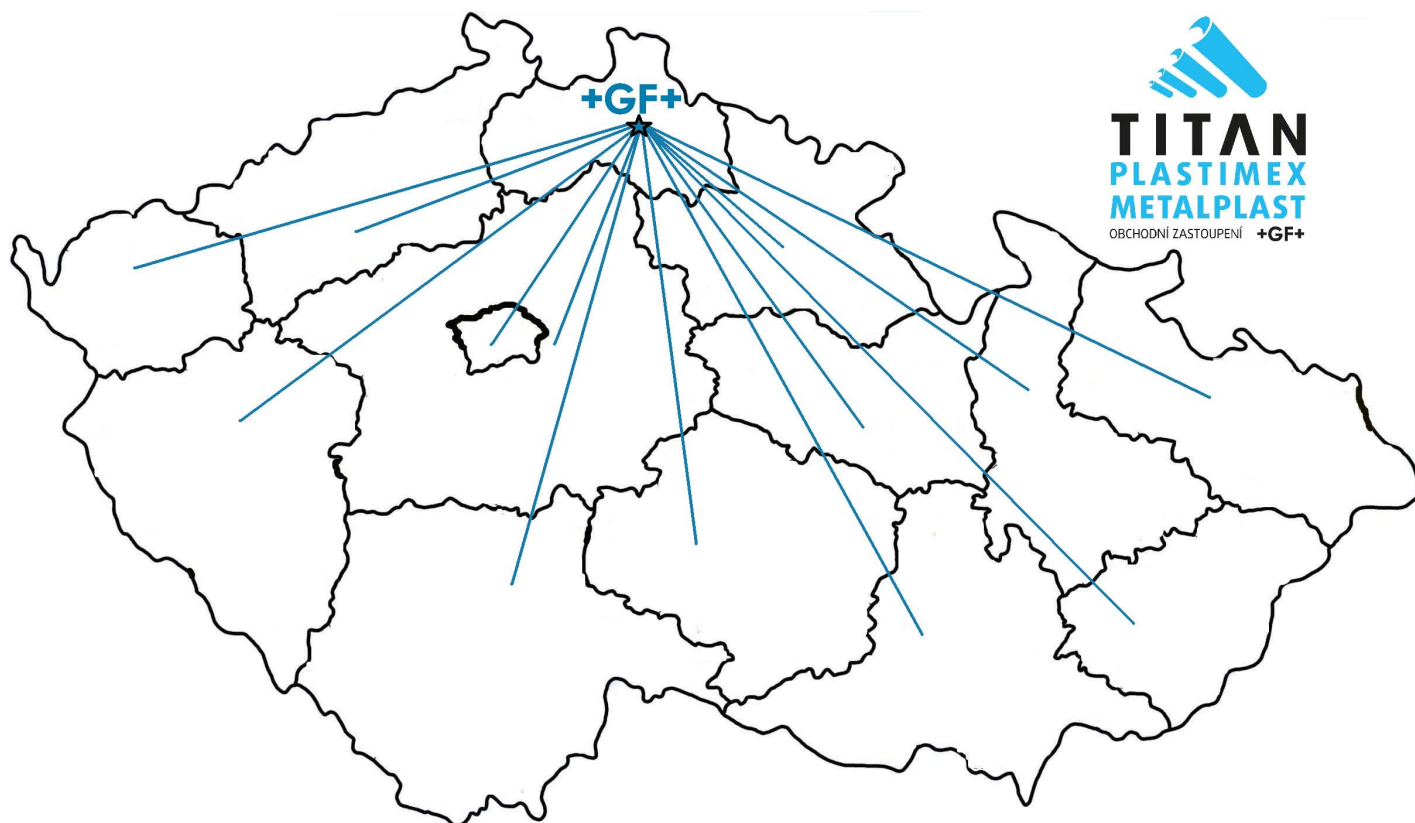 +GF+
TITAN
PLASTIMEX
METALPLAST
OBCHODNÍ ZASTOUPENÍ +GF+